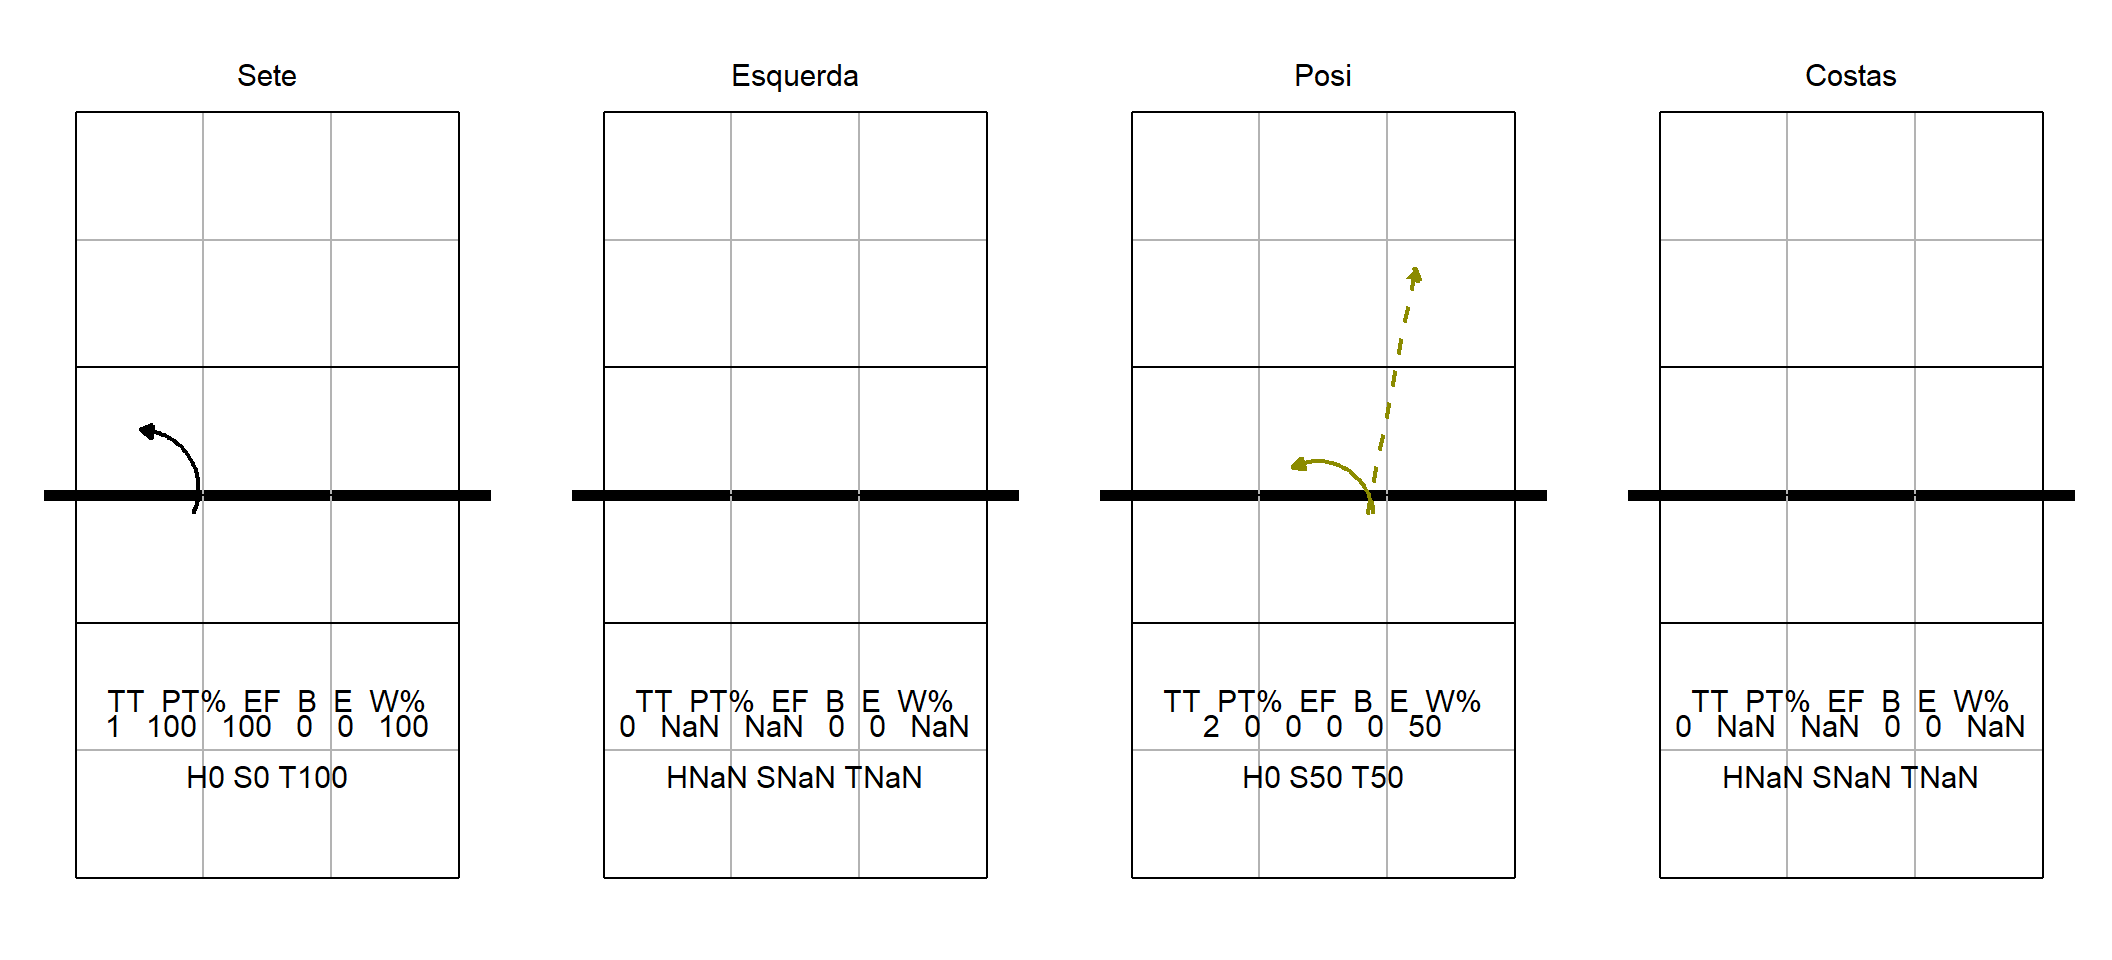 Sete
TT PT% EF B E W%
1 100 100 0 0 100
H0 S0 T100
Esquerda
TT PT% EF B E W%
0 NaN NaN 0 0 NaN
HNaN SNaN TNaN
Posi
TT PT% EF B E W%
2 0 0 0 0 50
H0 S50 T50
Costas
TT PT% EF B E W%
0 NaN NaN 0 0 NaN
HNaN SNaN TNaN